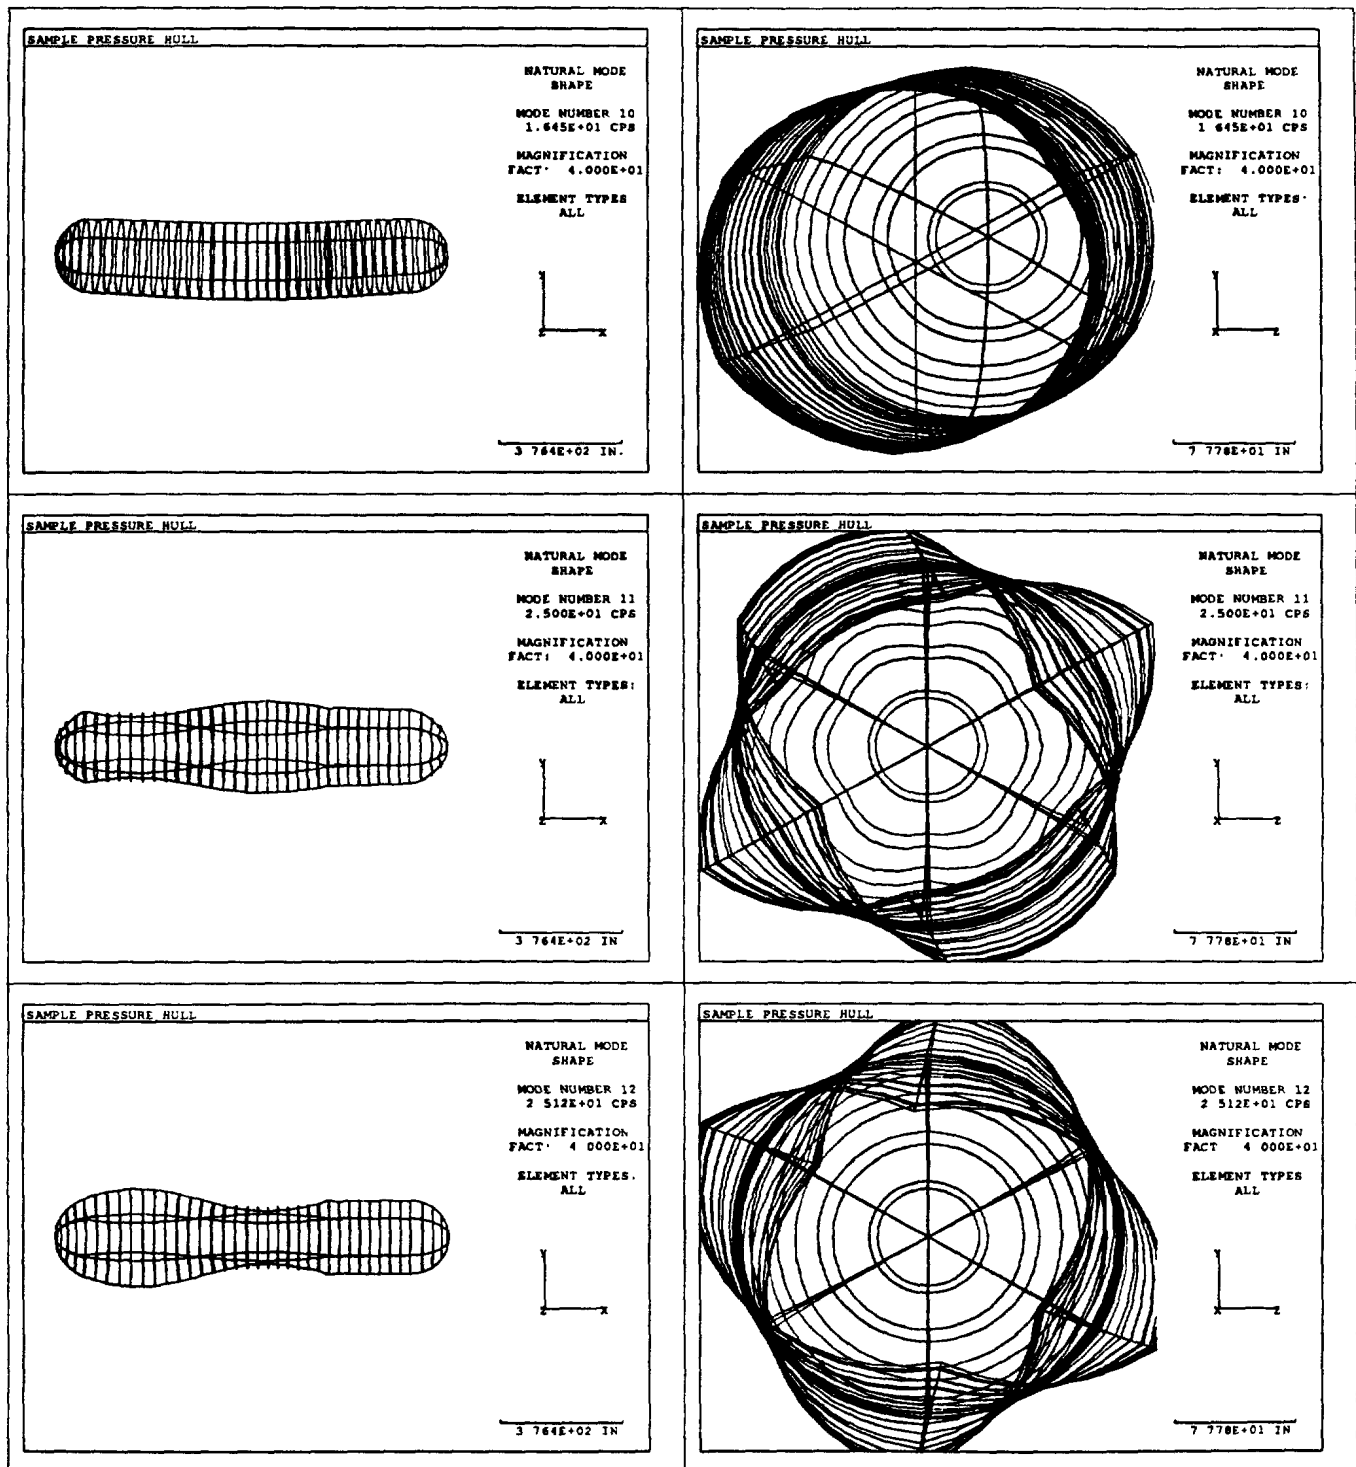 SAMPLE PRESSURE HULL
NATURAL MODE
SHAPE
MODE NUMBER 10
1.645E+01 CPS
MAGNIFICATION
FACT· 4.000E+01
ELEMENT TYPES
ALL
Y
Z X
3 764E+02 IN.
SAMPLE PRESSURE HULL
NATURAL MODE
SHAPE
MODE NUMBER 10
1 645E+01 CPS
MAGNIFICATION
FACT: 4.000E+01
ELEMENT TYPES·
ALL
Y
X Z
7 778E+01 IN
SAMPLE PRESSURE HULL
NATURAL MODE
SHAPE
MODE NUMBER 11
2.500E+01 CPS
MAGNIFICATION
FACT: 4.000E+01
ELEMENT TYPES:
ALL
Y
Z X
3 764E+02 IN
SAMPLE PRESSURE HULL
NATURAL MODE
SHAPE
MODE NUMBER 11
2.500E+01 CPS
MAGNIFICATION
FACT· 4.000E+01
ELEMENT TYPES:
ALL
Y
X Z
7 778E+01 IN
SAMPLE PRESSURE HULL
NATURAL MODE
SHAPE
MODE NUMBER 12
2 512E+01 CPS
MAGNIFICATION
FACT· 4 000E+01
ELEMENT TYPES.
ALL
Y
Z X
3 764E+02 IN
SAMPLE PRESSURE HULL
NATURAL MODE
SHAPE
MODE NUMBER 12
2 512E+01 CPS
MAGNIFICATION
FACT 4 000E+01
ELEMENT TYPES
ALL
Y
X Z
7 778E+01 IN